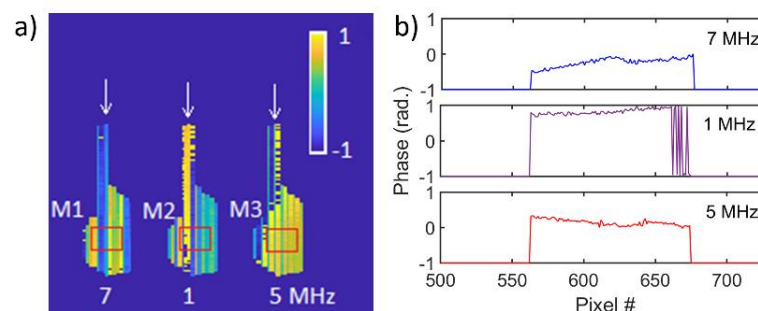 a)
1
-1
M1
M2
M3
7
1
5 MHz
b)
Phase (rad.)
1
0
-1
7 MHz
1
0
-1
1 MHz
1
0
-1
5 MHz
500
550
600
650
700
Pixel #